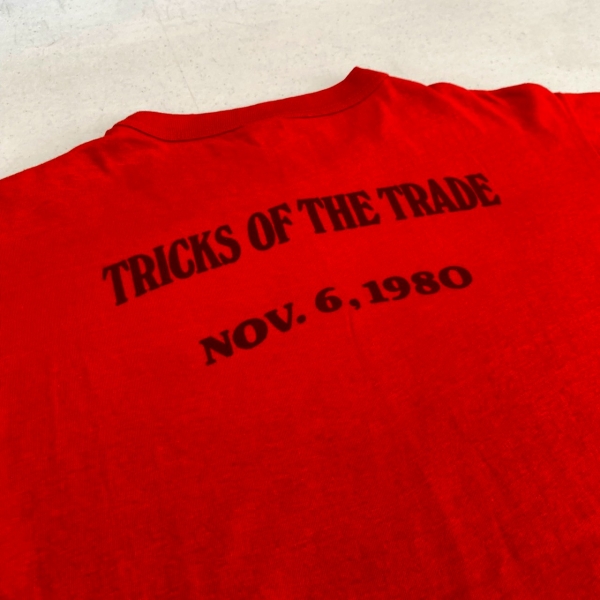 TRICKS OF THE TRADE
NOV. 6, 1980